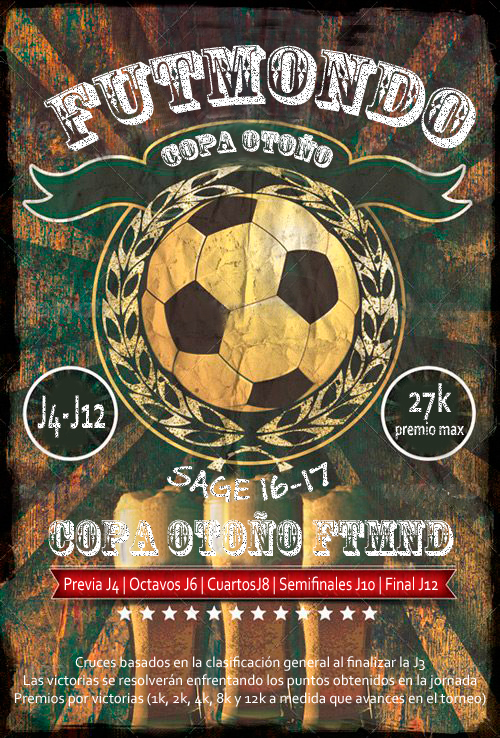 FUTMONDO
COPA OTOÑO
J4-J12
27k
premio max
SAGE 16-17
COPA OTOÑO FTMND
Previa J4 | Octavos J6 | CuartosJ8 | Semifinales J10 | Final J12
Cruces basados en la clasificación general al finalizar la J3
Las victorias se resolverán enfrentando los puntos obtenidos en la jornada
Premios por victorias (1k, 2k, 4k, 8k y 12k a medida que avances en el torneo)